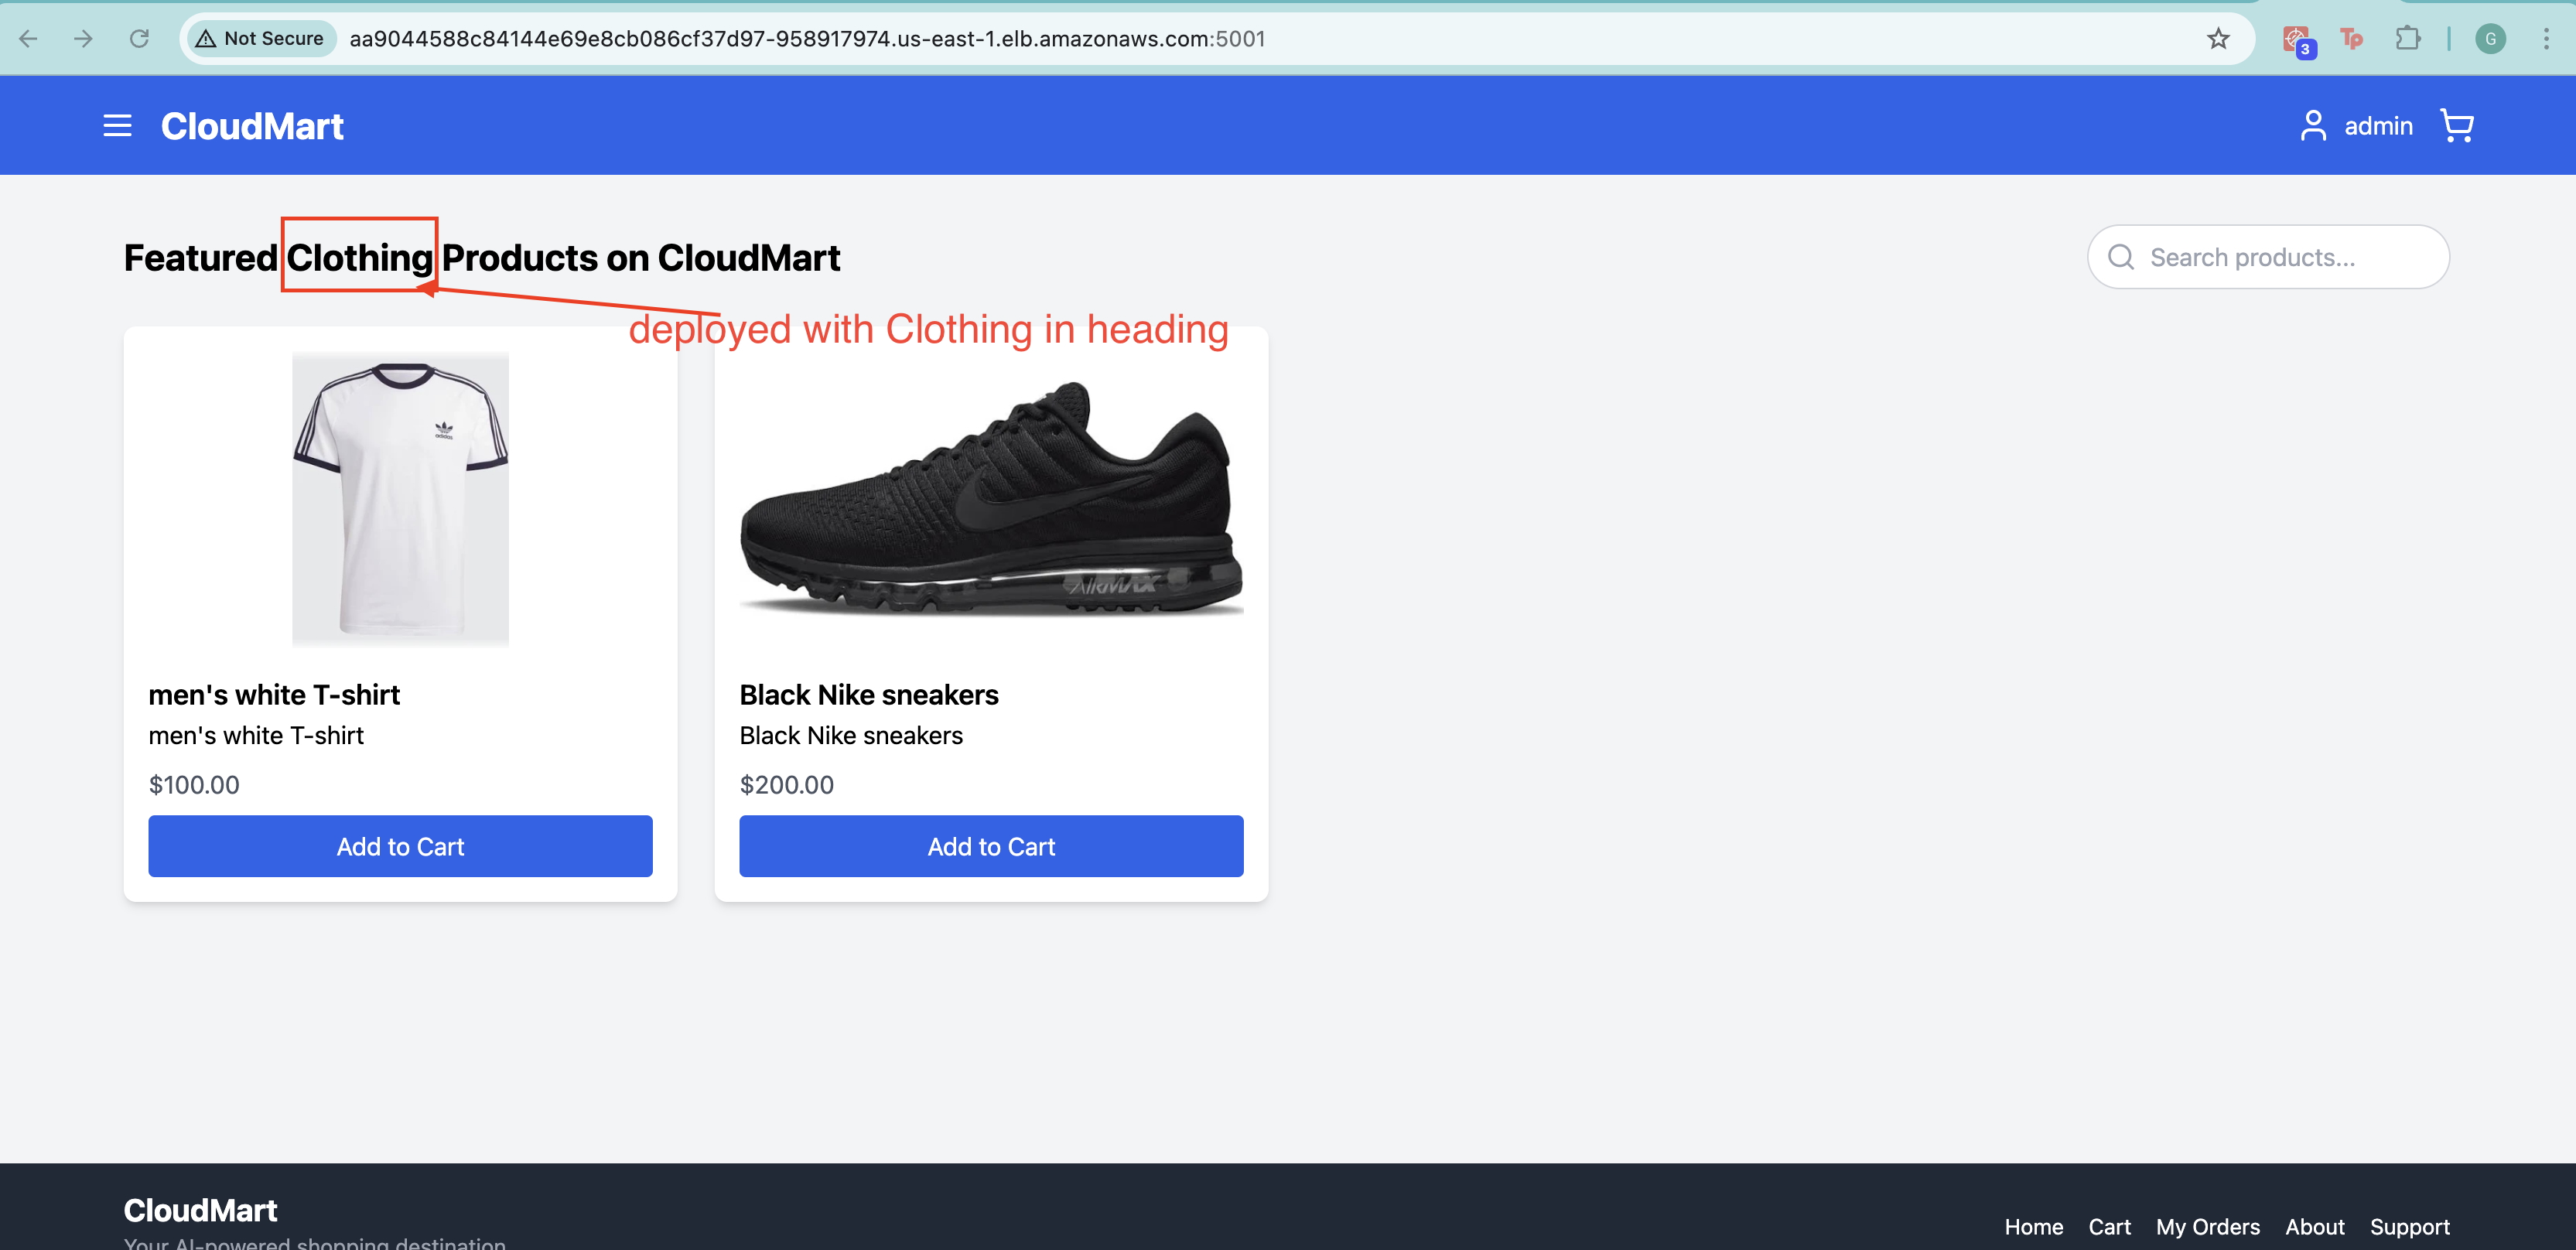 Not Secure aa9044588c84144e69e8cb086cf37d97-958917974.us-east-1.elb.amazonaws.com:5001
3
Tp
G
CloudMart
admin
Featured Clothing Products on CloudMart
Search products...
deployed with Clothing in heading
adidas
AIRMAX
men's white T-shirt
Black Nike sneakers
men's white T-shirt
Black Nike sneakers
$100.00
$200.00
Add to Cart
Add to Cart
CloudMart
Your AI-powered shopping destination
Home Cart My Orders About Support